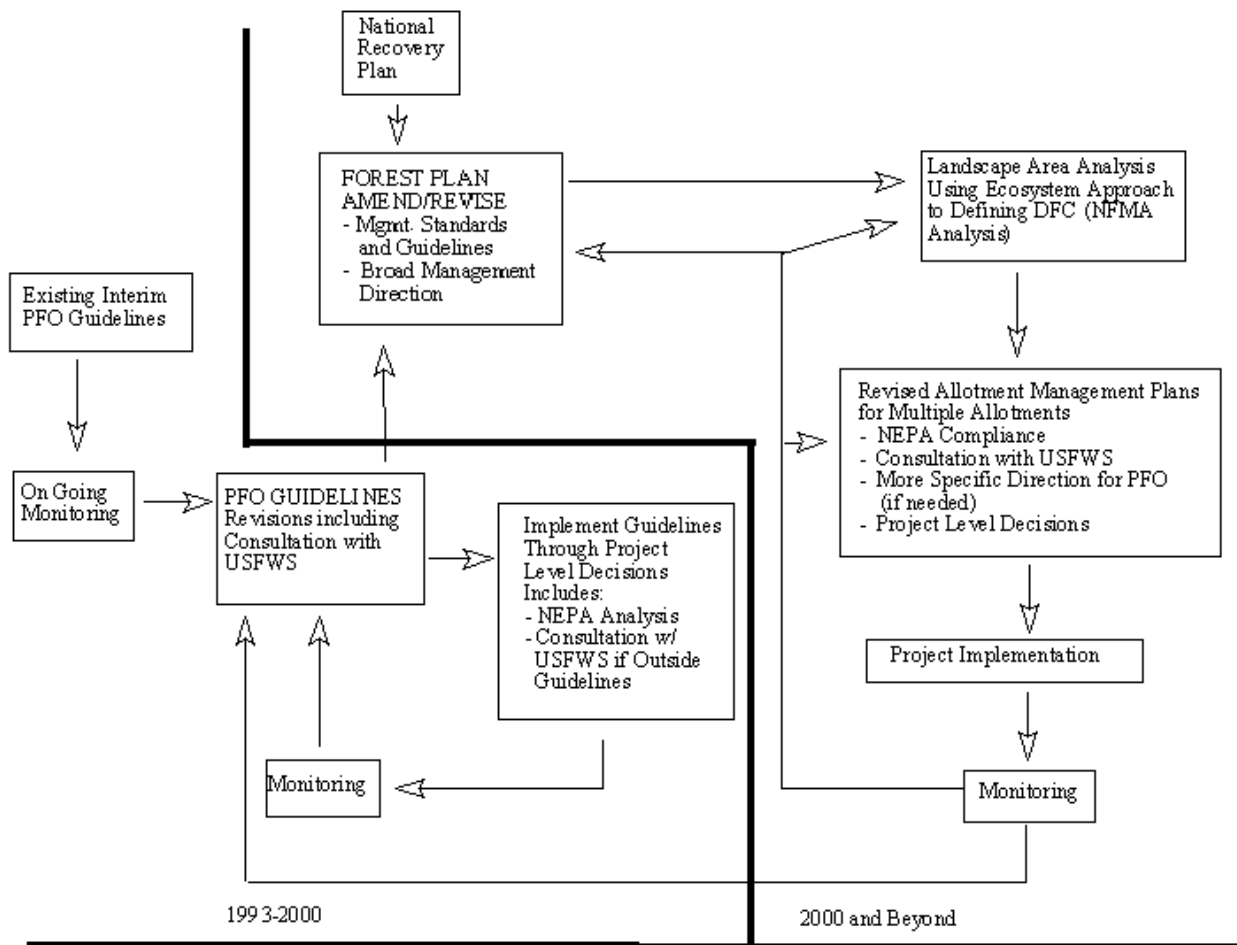 National
Recovery
Plan
FOREST PLAN
AMEND/REVISE
- Mgmt. Standards
and Guidelines
- Broad Management
Direction
Landscape Area Analysis
Using Ecosystem Approach
to Defining DFC (NFMA
Analysis)
Existing Interim
PFO Guidelines
Revised Allotment Management Plans
for Multiple Allotments
- NEPA Compliance
- Consultation with USFWS
- More Specific Direction for PFO
(if needed)
- Project Level Decisions
On Going
Monitoring
PFO GUIDELINES
Revisions including
Consultation with
USFWS
Implement Guidelines
Through Project
Level Decisions
Includes:
- NEPA Analysis
- Consultation w/
USFWS if Outside
Guidelines
Project Implementation
Monitoring
Monitoring
1993-2000
2000 and Beyond